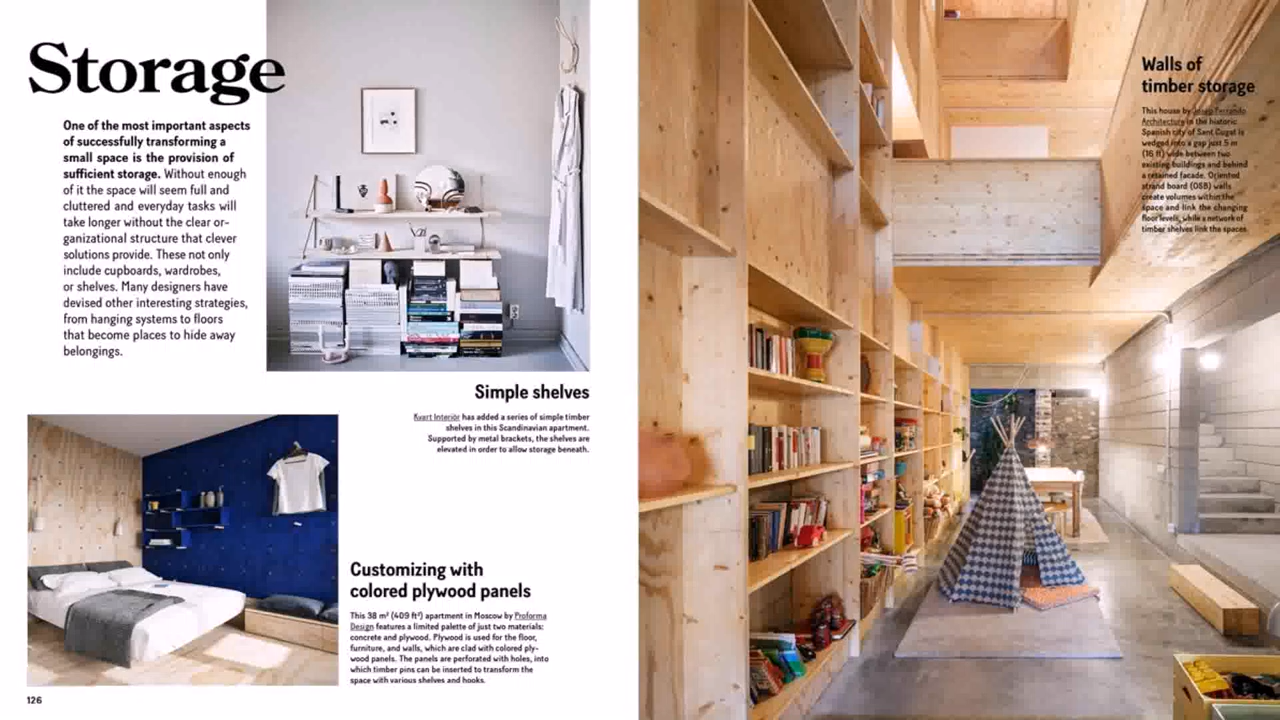 Storage
One of the most important aspects
of successfully transforming a
small space is the provision of
sufficient storage. Without enough
of it the space will seem full and
cluttered and everyday tasks will
take longer without the clear or-
ganizational structure that clever
solutions provide. These not only
include cupboards, wardrobes,
or shelves. Many designers have
devised other interesting strategies,
from hanging systems to floors
that become places to hide away
belongings.
Simple shelves
Kvart Interiör has added a series of simple timber
shelves in this Scandinavian apartment.
Supported by metal brackets, the shelves are
elevated in order to allow storage beneath.
Customizing with
colored plywood panels
This 38 m² (409 ft²) apartment in Moscow by Proforma
Design features a limited palette of just two materials:
concrete and plywood. Plywood is used for the floor,
furniture, and walls, which are clad with colored ply-
wood panels. The panels are perforated with holes, into
which timber pins can be inserted to transform the
space with various shelves and hooks.
126
Walls of
timber storage
This house by Josep Ferrando
Architecture in the historic
Spanish city of Sant Cugat is
wedged into a gap just 5 m
(16 ft) wide between two
existing buildings and behind
a retained facade. Oriented
strand board (OSB) walls
create volumes within the
space and link the changing
floor levels, while a network of
timber shelves link the spaces.